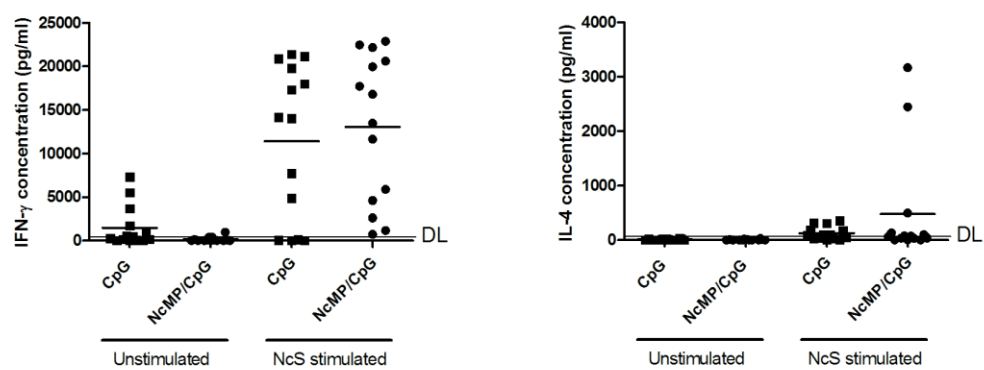 IFN-γ concentration (pg/ml)
25000
20000
15000
10000
5000
0
DL
CpG
NcMP/CpG
CpG
NcMP/CpG
Unstimulated
NcS stimulated
IL-4 concentration (pg/ml)
4000
3000
2000
1000
0
DL
CpG
NcMP/CpG
CpG
NcMP/CpG
Unstimulated
NcS stimulated